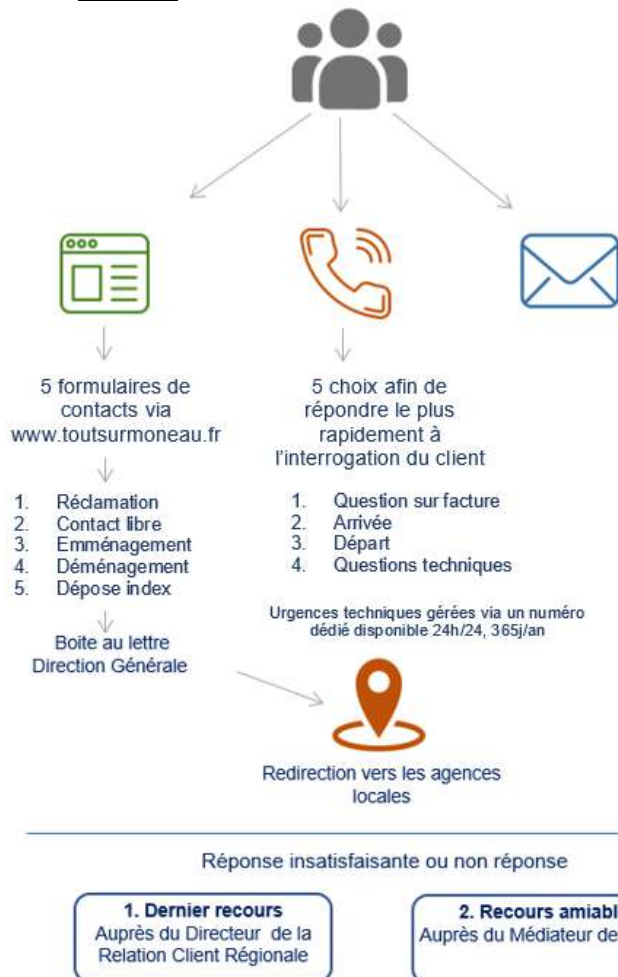 5 formulaires de
contacts via
www.toutsurmoneau.fr
1. Réclamation
2. Contact libre
3. Emménagement
4. Déménagement
5. Dépose index
Boite au lettre
Direction Générale
5 choix afin de
répondre le plus
rapidement à
l'interrogation du client
1. Question sur facture
2. Arrivée
3. Départ
4. Questions techniques
Urgences techniques gérées via un numéro
dédié disponible 24h/24, 365j/an
Redirection vers les agences
locales
Réponse insatisfaisante ou non réponse
1. Dernier recours
Auprès du Directeur de la
Relation Client Régionale
2. Recours amiabl
Auprès du Médiateur de